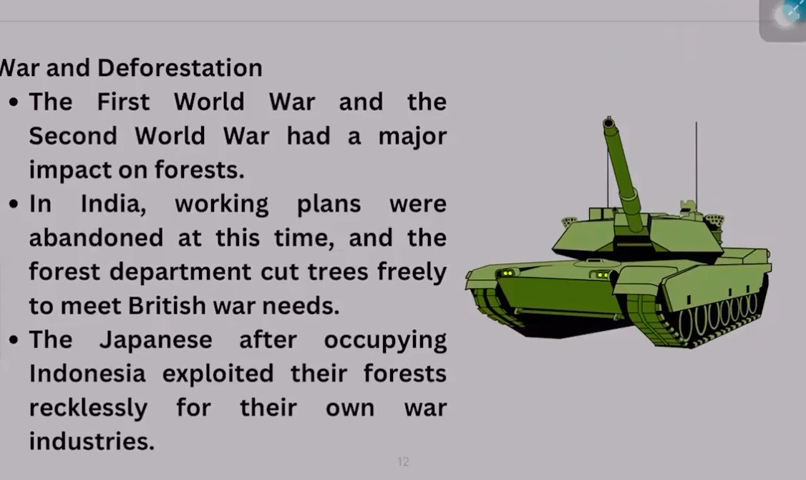 War and Deforestation
• The First World War and the
Second World War had a major
impact on forests.
• In India, working plans were
abandoned at this time, and the
forest department cut trees freely
to meet British war needs.
• The Japanese after occupying
Indonesia exploited their forests
recklessly for their own war
industries.
12